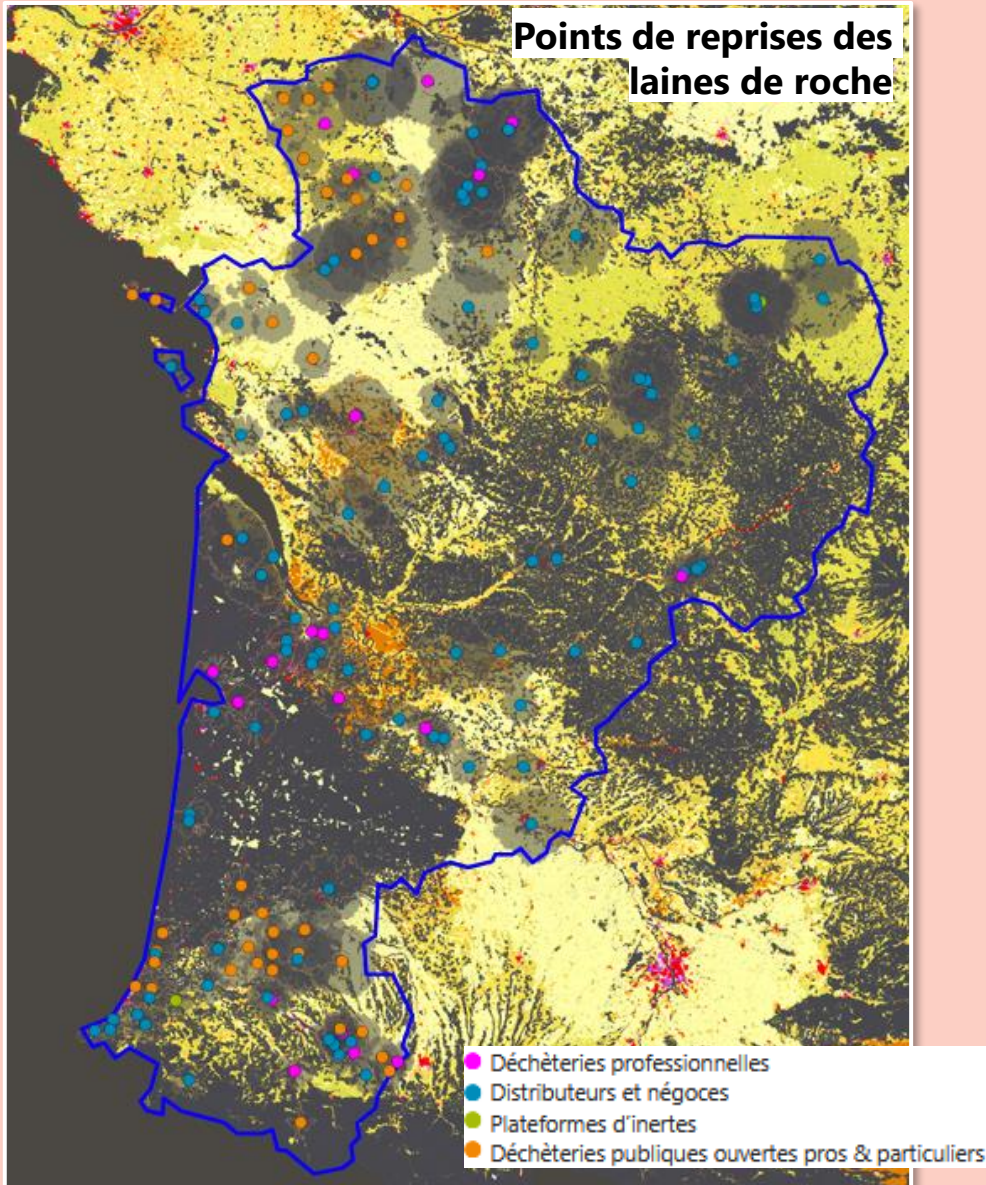 Points de reprises des
laines de roche
Déchèteries professionnelles
Distributeurs et négoces
Plateformes d'inertes
Déchèteries publiques ouvertes pros & particuliers